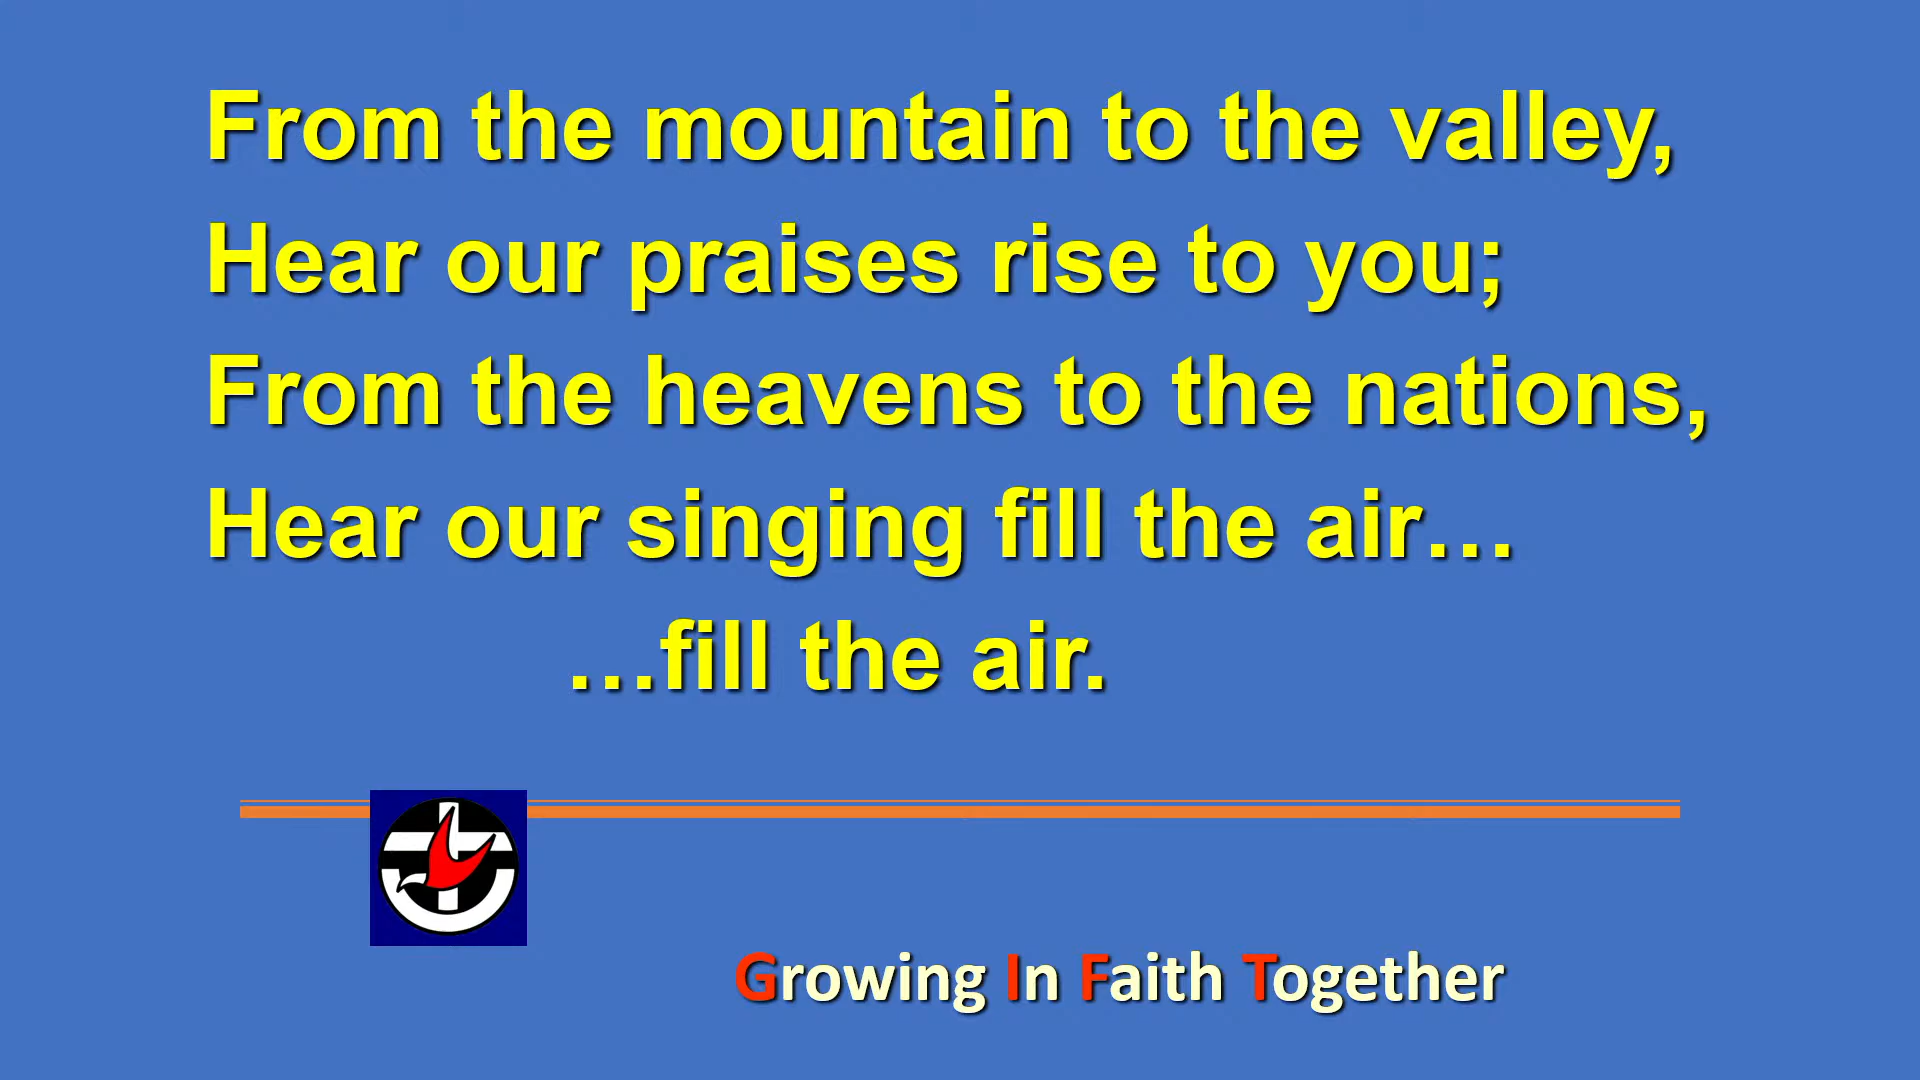 From the mountain to the valley,
Hear our praises rise to you;
From the heavens to the nations,
Hear our singing fill the air…
…fill the air.
Growing In Faith Together